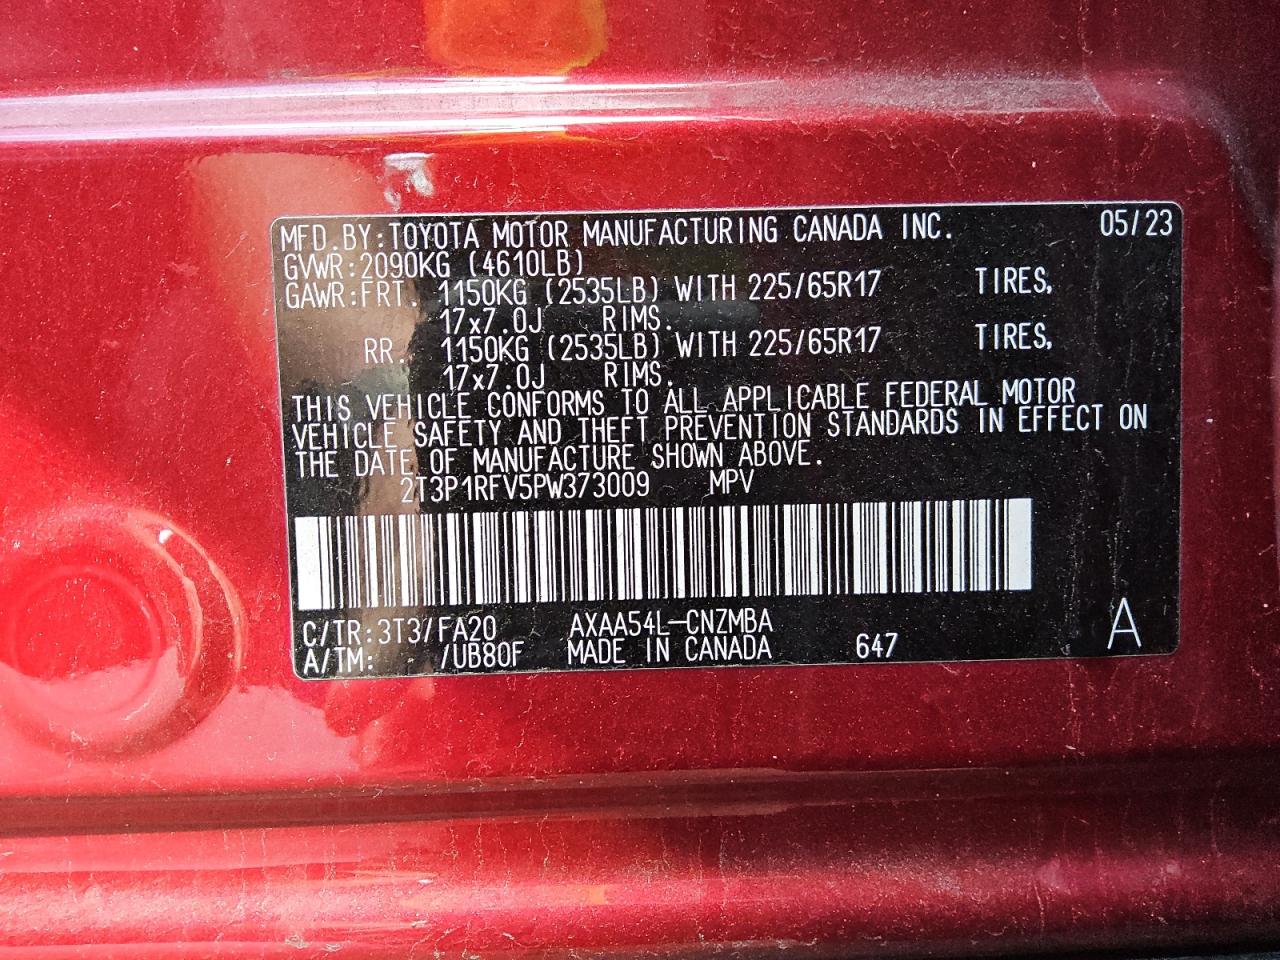 MFD.BY:TOYOTA MOTOR MANUFACTURING CANADA INC. 05/23
GVWR:2090KG (4610LB)
GAWR:FRT. 1150KG (2535LB) WITH 225/65R17 TIRES,
17x7.0J RIMS.
RR. 1150KG (2535LB) WITH 225/65R17 TIRES,
17x7.0J RIMS.
THIS VEHICLE CONFORMS TO ALL APPLICABLE FEDERAL MOTOR
VEHICLE SAFETY AND THEFT PREVENTION STANDARDS IN EFFECT ON
THE DATE OF MANUFACTURE SHOWN ABOVE.
2T3P1RFV5PW373009 MPV
C/TR:3T3/FA20 AXAA54L-CNZMBA
A/TM: /UB80F MADE IN CANADA 647 A